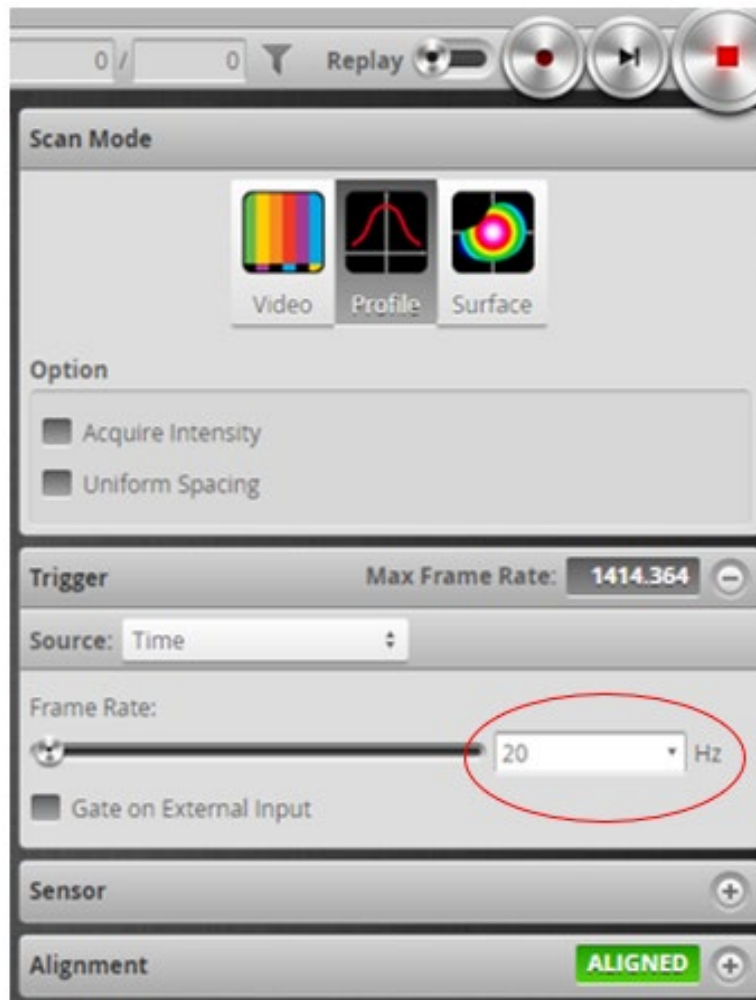 0 / 0 Replay
Scan Mode
Video Profile Surface
Option
Acquire Intensity
Uniform Spacing
Trigger Max Frame Rate: 1414.364
Source: Time
Frame Rate:
20 Hz
Gate on External Input
Sensor
Alignment ALIGNED